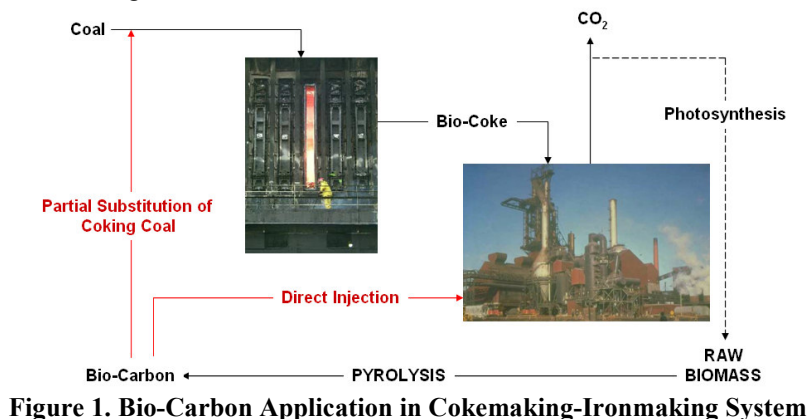 Coal
CO2
Photosynthesis
Bio-Coke
Partial Substitution of
Coking Coal
Direct Injection
RAW
BIOMASS
PYROLYSIS
Bio-Carbon
Figure 1. Bio-Carbon Application in Cokemaking-Ironmaking System